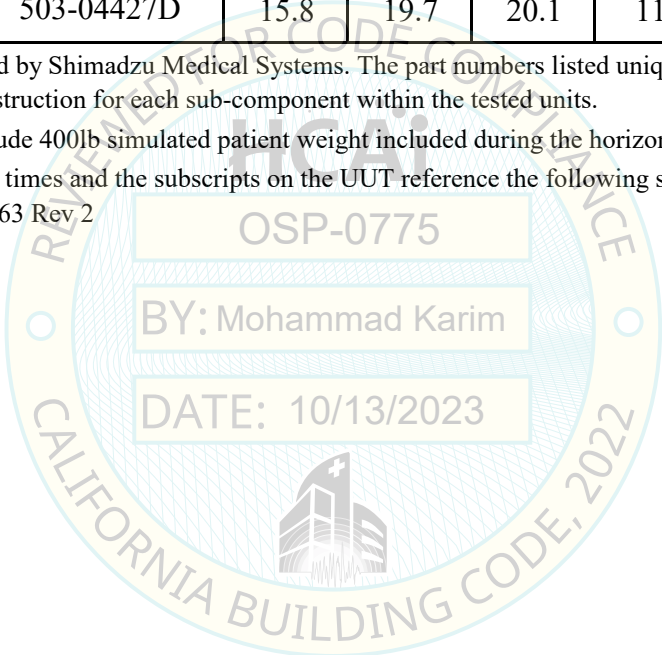 503-04427D 15.8 19.7 20.1 11
d by Shimadzu Medical Systems. The part numbers listed uniq
struction for each sub-component within the tested units.
ude 400lb simulated patient weight included during the horizon
times and the subscripts on the UUT reference the following s
63 Rev 2
REVIEWED FOR CODE COMPLIANCE
HCAi
OSP-0775
BY: Mohammad Karim
DATE: 10/13/2023
CALIFORNIA BUILDING CODE, 2022